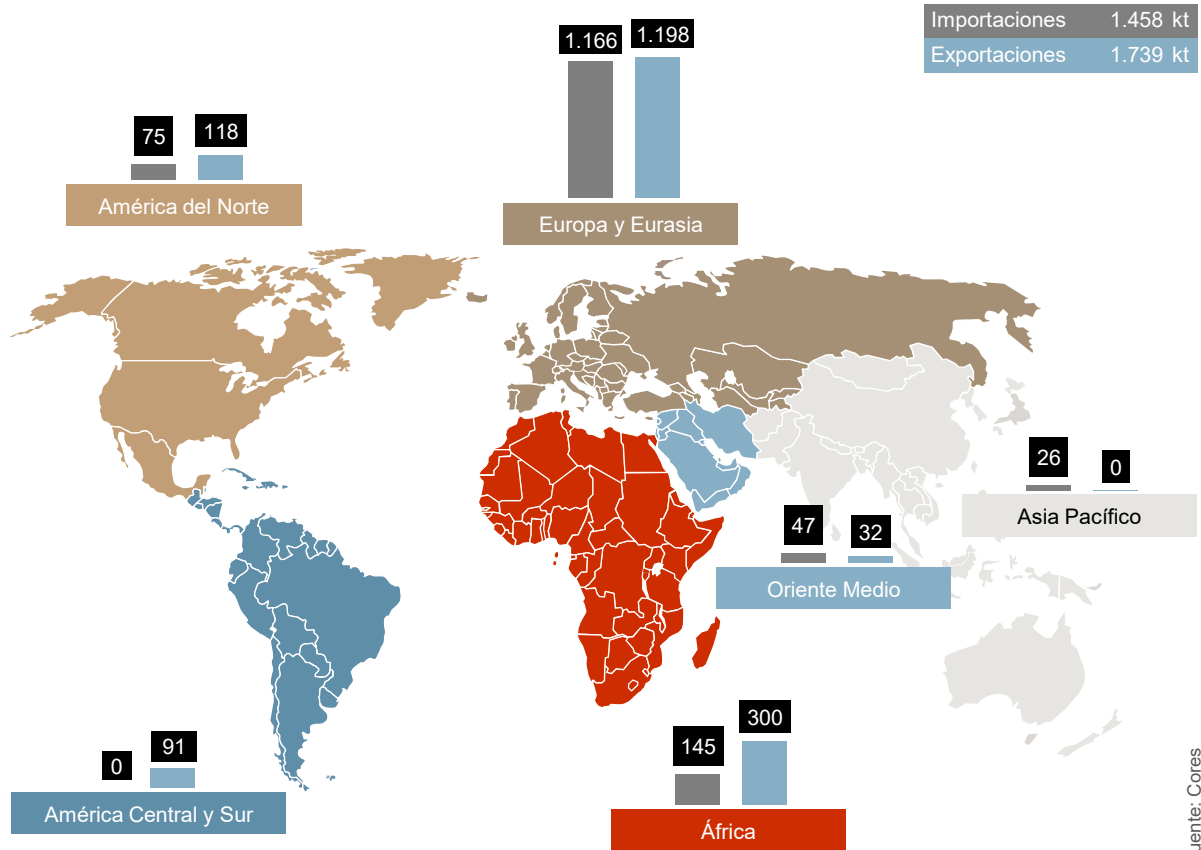 Importaciones 1.458 kt
Exportaciones 1.739 kt
1.166 1.198
Europa y Eurasia
75 118
América del Norte
26 0
Asia Pacífico
47 32
Oriente Medio
145 300
África
0 91
América Central y Sur
uente: Cores